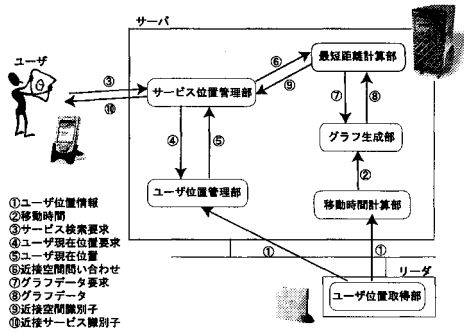 サーバ
ユーザ
⑥
最短距離計算部
③
サービス位置管理部
⑨
⑩
⑦
⑧
④
⑤
グラフ生成部
②
ユーザ位置管理部
移動時間計算部
①ユーザ位置情報
②移動時間
③サービス検索要求
④ユーザ現在位置要求
⑤ユーザ現在位置
⑥近接空間問い合わせ
⑦グラフデータ要求
⑧グラフデータ
⑨近接空間識別子
⑩近接サービス識別子
①
①
リーダ
ユーザ位置取得部